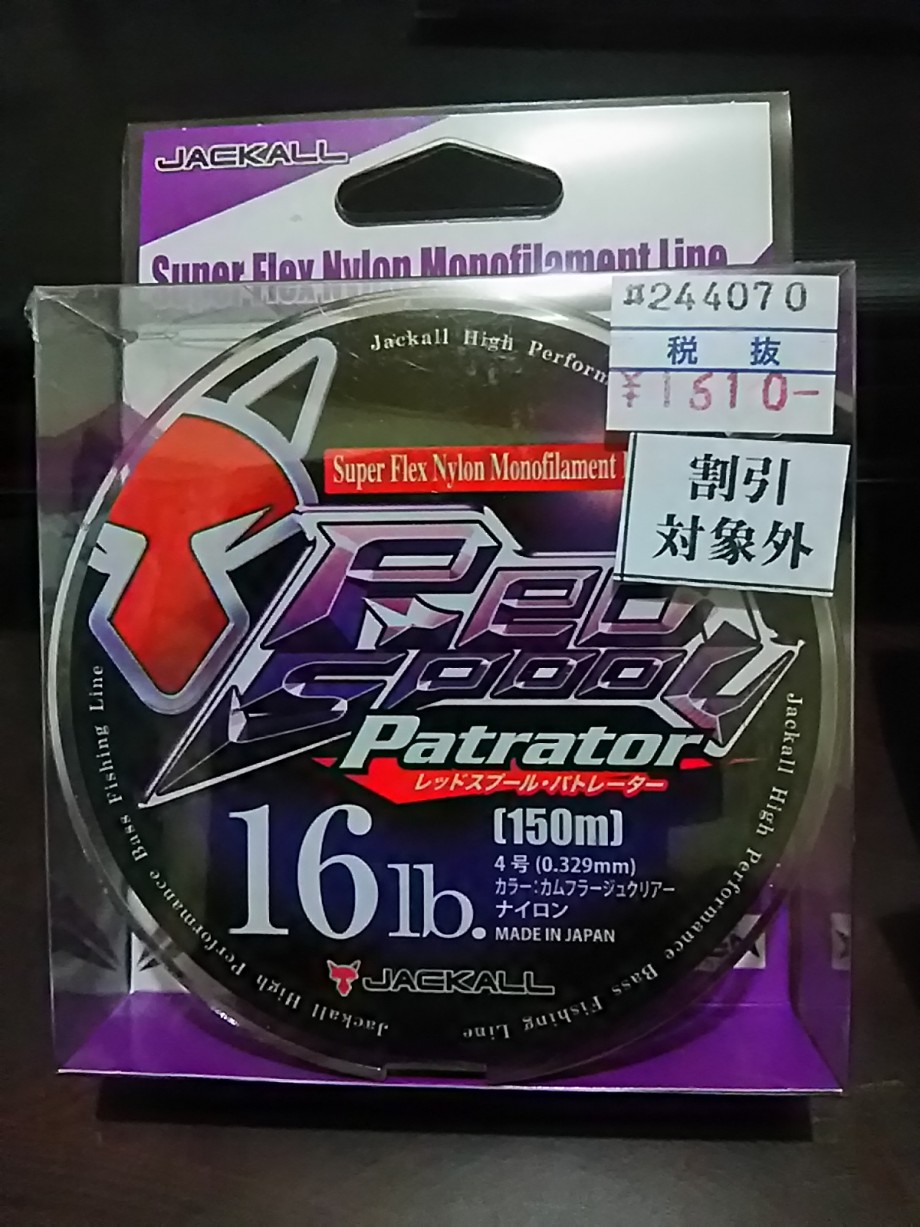 JACKALL
Super Flex Nylon Monofilament Line
#244070
税 抜
¥1610-
割引
対象外
Jackall High Perform
Super Flex Nylon Monofilament
Red
Spool
Patrator
レッドスプール・パトレーター
16 lb.
(150m)
4号 (0.329mm)
カラー:カムフラージュクリアー
ナイロン
MADE IN JAPAN
JACKALL
Jackall High Performance Bass Fishing Line
Jackall High Performance Bass Fishing Line